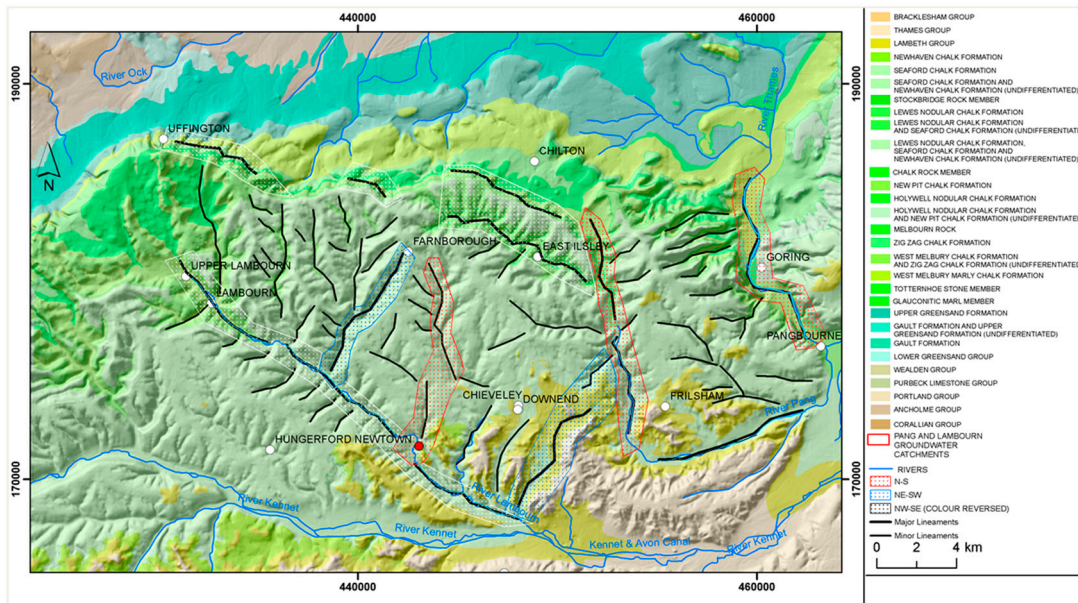 440000
460000
190000
190000
River Ock
River Thames
UFFINGTON
CHILTON
N
FARNBOROUGH
EAST ILSLEY
GORING
UPPER LAMBOURN
LAMBOURN
PANGBOURNE
CHIEVELEY
DOWNEND
FRILSHAM
River Pang
HUNGERFORD NEWTOWN
170000
170000
River Lambourn
River Kennet
River Kennet
Kennet & Avon Canal
River Kennet
440000
460000
BRACKLESHAM GROUP
THAMES GROUP
LAMBETH GROUP
NEWHAVEN CHALK FORMATION
SEAFORD CHALK FORMATION
SEAFORD CHALK FORMATION AND
NEWHAVEN CHALK FORMATION (UNDIFFERENTIATED)
STOCKBRIDGE ROCK MEMBER
LEWES NODULAR CHALK FORMATION
LEWES NODULAR CHALK FORMATION
AND SEAFORD CHALK FORMATION (UNDIFFERENTIATED)
LEWES NODULAR CHALK FORMATION,
SEAFORD CHALK FORMATION AND
NEWHAVEN CHALK FORMATION (UNDIFFERENTIATED)
CHALK ROCK MEMBER
NEW PIT CHALK FORMATION
HOLYWELL NODULAR CHALK FORMATION
HOLYWELL NODULAR CHALK FORMATION
AND NEW PIT CHALK FORMATION (UNDIFFERENTIATED)
MELBOURN ROCK
ZIG ZAG CHALK FORMATION
WEST MELBURY CHALK FORMATION
AND ZIG ZAG CHALK FORMATION (UNDIFFERENTIATED)
WEST MELBURY MARLY CHALK FORMATION
TOTTERNHOE STONE MEMBER
GLAUCONITIC MARL MEMBER
UPPER GREENSAND FORMATION
GAULT FORMATION AND UPPER
GREENSAND FORMATION (UNDIFFERENTIATED)
GAULT FORMATION
LOWER GREENSAND GROUP
WEALDEN GROUP
PURBECK LIMESTONE GROUP
PORTLAND GROUP
ANCHOLME GROUP
CORALLIAN GROUP
PANG AND LAMBOURN
GROUNDWATER
CATCHMENTS
RIVERS
N-S
NE-SW
NW-SE (COLOUR REVERSED)
Major Lineaments
Minor Lineaments
0 2 4 km